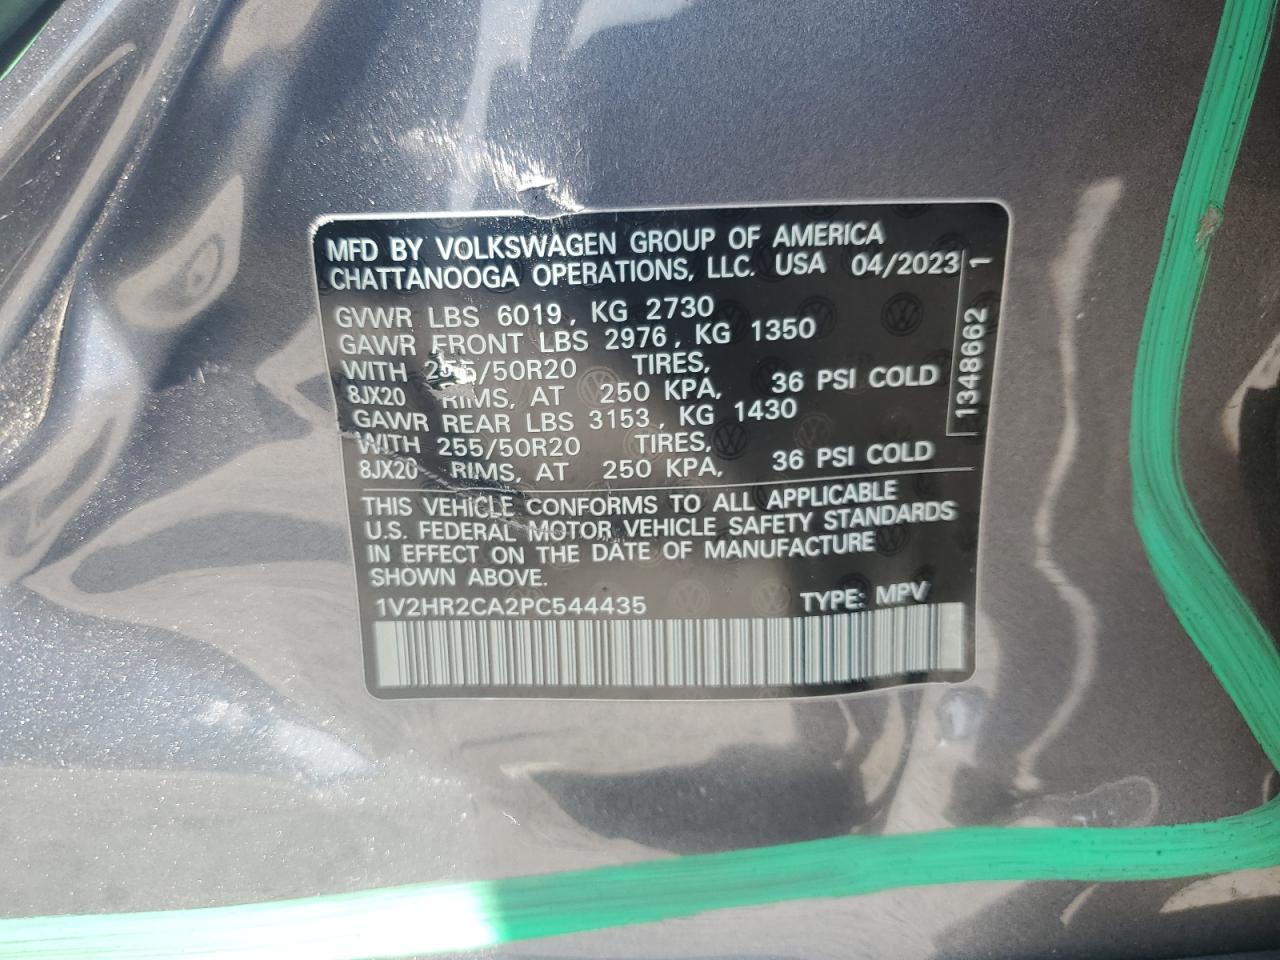 MFD BY VOLKSWAGEN GROUP OF AMERICA
CHATTANOOGA OPERATIONS, LLC. USA 04/2023
GVWR LBS 6019, KG 2730
GAWR FRONT LBS 2976, KG 1350
WITH 255/50R20 TIRES,
8JX20 RIMS, AT 250 KPA, 36 PSI COLD
GAWR REAR LBS 3153, KG 1430
WITH 255/50R20 TIRES,
8JX20 RIMS, AT 250 KPA, 36 PSI COLD
THIS VEHICLE CONFORMS TO ALL APPLICABLE
U.S. FEDERAL MOTOR VEHICLE SAFETY STANDARDS
IN EFFECT ON THE DATE OF MANUFACTURE
SHOWN ABOVE.
1V2HR2CA2PC544435 TYPE: MPV
1348662 1